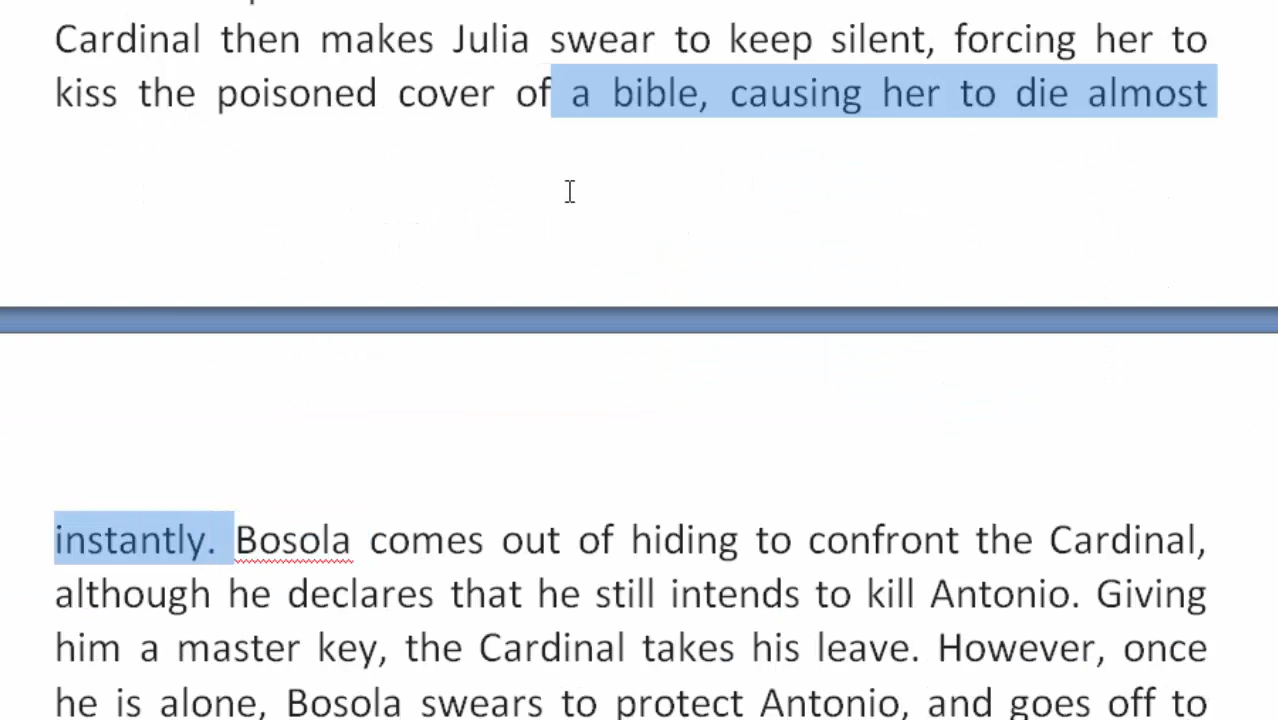 Cardinal then makes Julia swear to keep silent, forcing her to
kiss the poisoned cover of a bible, causing her to die almost
instantly. Bosola comes out of hiding to confront the Cardinal,
although he declares that he still intends to kill Antonio. Giving
him a master key, the Cardinal takes his leave. However, once
he is alone, Bosola swears to protect Antonio, and goes off to